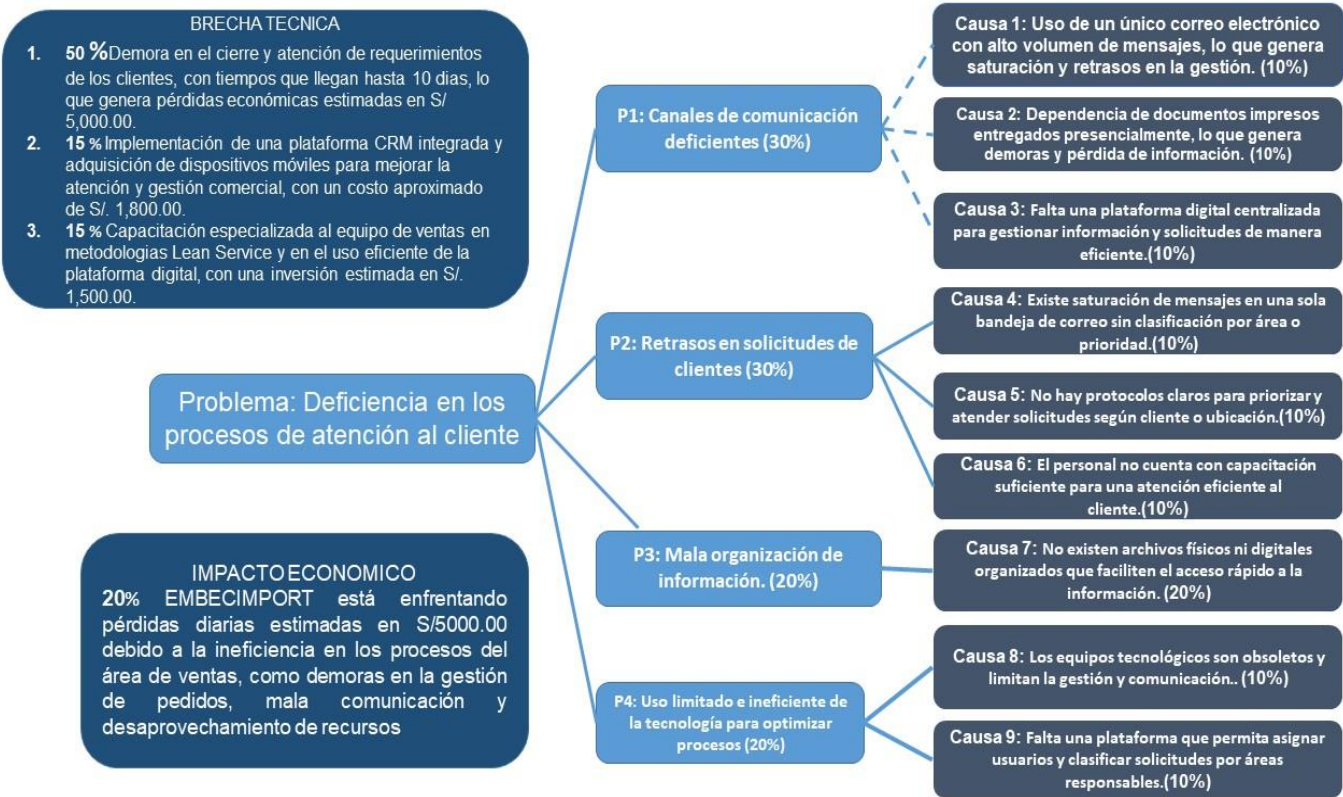 BRECHA TECNICA
1. 50 %Demora en el cierre y atención de requerimientos
de los clientes, con tiempos que llegan hasta 10 dias, lo
que genera pérdidas económicas estimadas en S/
5,000.00.
2. 15 % Implementación de una plataforma CRM integrada y
adquisición de dispositivos móviles para mejorar la
atención y gestión comercial, con un costo aproximado
de S/. 1,800.00.
3. 15 % Capacitación especializada al equipo de ventas en
metodologias Lean Service y en el uso eficiente de la
plataforma digital, con una inversión estimada en S/.
1,500.00.
Problema: Deficiencia en los
procesos de atención al cliente
IMPACTO ECONOMICO
20% EMBECIMPORT está enfrentando
pérdidas diarias estimadas en S/5000.00
debido a la ineficiencia en los procesos del
área de ventas, como demoras en la gestión
de pedidos, mala comunicación y
desaprovechamiento de recursos
P1: Canales de comunicación
deficientes (30%)
P2: Retrasos en solicitudes de
clientes (30%)
P3: Mala organización de
información. (20%)
P4: Uso limitado e ineficiente de
la tecnología para optimizar
procesos (20%)
Causa 1: Uso de un único correo electrónico
con alto volumen de mensajes, lo que genera
saturación y retrasos en la gestión. (10%)
Causa 2: Dependencia de documentos impresos
entregados presencialmente, lo que genera
demoras y pérdida de información. (10%)
Causa 3: Falta una plataforma digital centralizada
para gestionar información y solicitudes de manera
eficiente.(10%)
Causa 4: Existe saturación de mensajes en una sola
bandeja de correo sin clasificación por área o
prioridad.(10%)
Causa 5: No hay protocolos claros para priorizar y
atender solicitudes según cliente o ubicación.(10%)
Causa 6: El personal no cuenta con capacitación
suficiente para una atención eficiente al
cliente.(10%)
Causa 7: No existen archivos físicos ni digitales
organizados que faciliten el acceso rápido a la
información. (20%)
Causa 8: Los equipos tecnológicos son obsoletos y
limitan la gestión y comunicación.. (10%)
Causa 9: Falta una plataforma que permita asignar
usuarios y clasificar solicitudes por áreas
responsables.(10%)